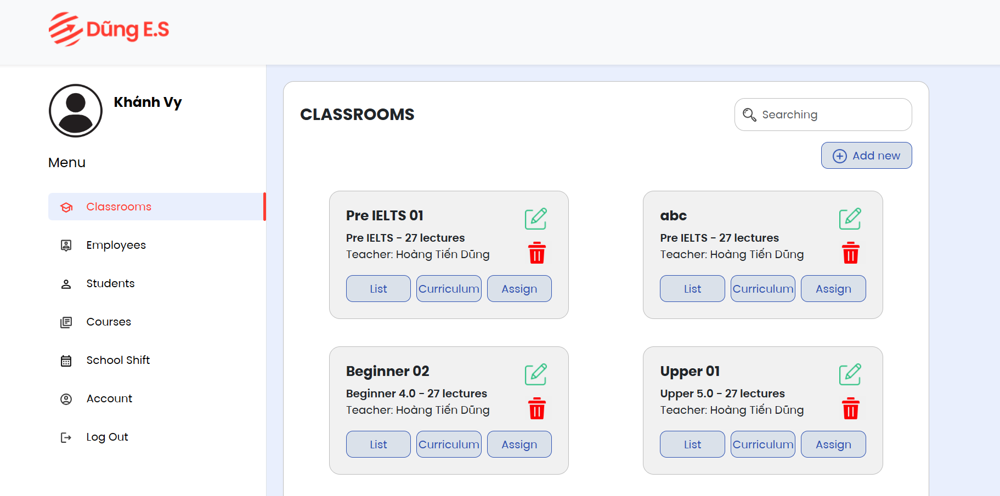 Dũng E.S
Khánh Vy
Menu
Classrooms
Employees
Students
Courses
School Shift
Account
Log Out
CLASSROOMS
Searching
Add new
Pre IELTS 01
Pre IELTS - 27 lectures
Teacher: Hoàng Tiến Dũng
List Curriculum Assign
abc
Pre IELTS - 27 lectures
Teacher: Hoàng Tiến Dũng
List Curriculum Assign
Beginner 02
Beginner 4.0 - 27 lectures
Teacher: Hoàng Tiến Dũng
List Curriculum Assign
Upper 01
Upper 5.0 - 27 lectures
Teacher: Hoàng Tiến Dũng
List Curriculum Assign